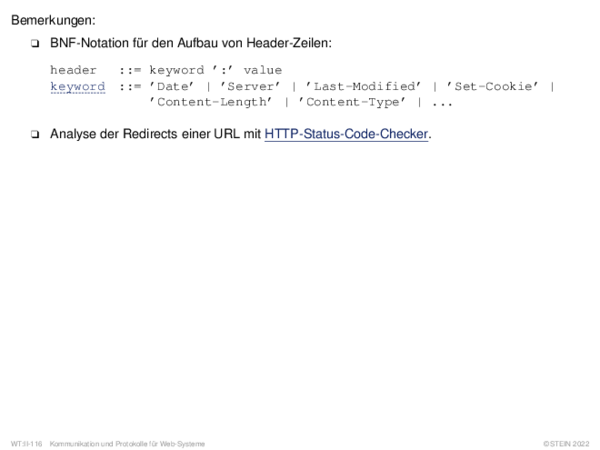 Bemerkungen:
❑ BNF-Notation für den Aufbau von Header-Zeilen:
header ::= keyword ':' value
keyword ::= 'Date' | 'Server' | 'Last-Modified' | 'Set-Cookie' |
'Content-Length' | 'Content-Type' | ...
❑ Analyse der Redirects einer URL mit HTTP-Status-Code-Checker.
WT:II-116 Kommunikation und Protokolle für Web-Systeme ©STEIN 2022